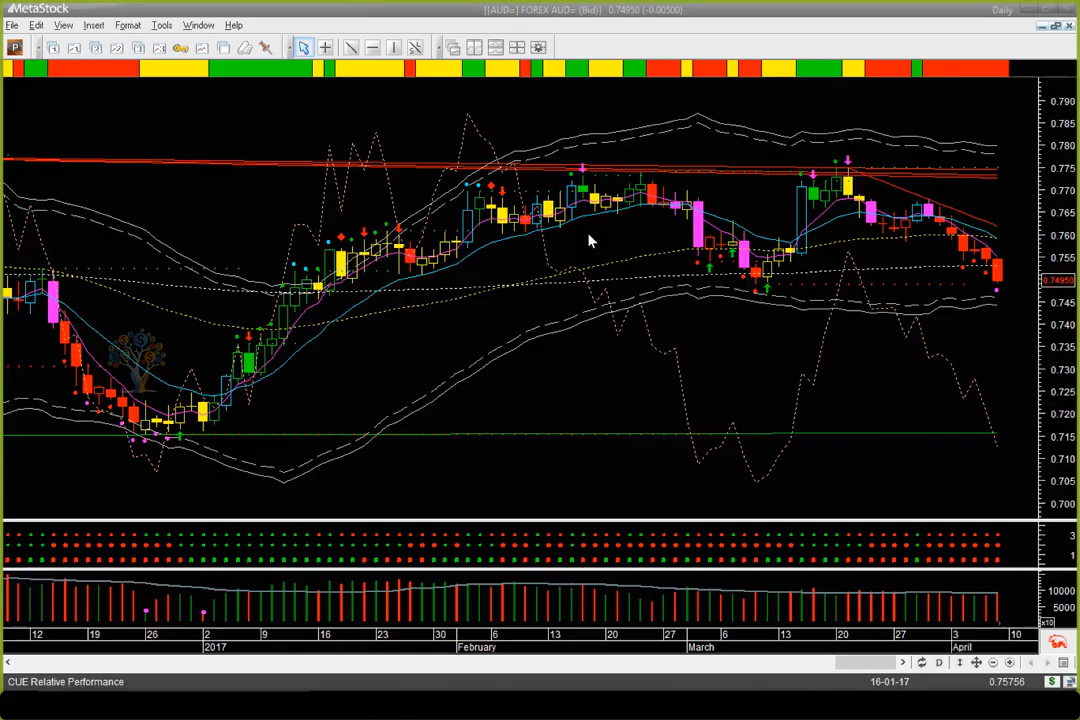 MetaStock
[[AUD=] FOREX AUD= (Bid)] 0.74950 (-0.00500)
Daily
File Edit View Insert Format Tools Window Help
P
0.790
0.785
0.780
0.775
0.770
0.765
0.760
0.755
0.74950
0.745
0.740
0.735
0.730
0.725
0.720
0.715
0.710
0.705
0.700
3
1
10000
5000
x10
12 19 26 2 9 16 23 30 6 13 20 27 6 13 20 27 3 10
2017 February March April
D
CUE Relative Performance 16-01-17 0.75756